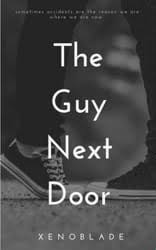 sometimes accidents are the reason we are
where we are now
The
Guy
Next
Door
XENOBLADE